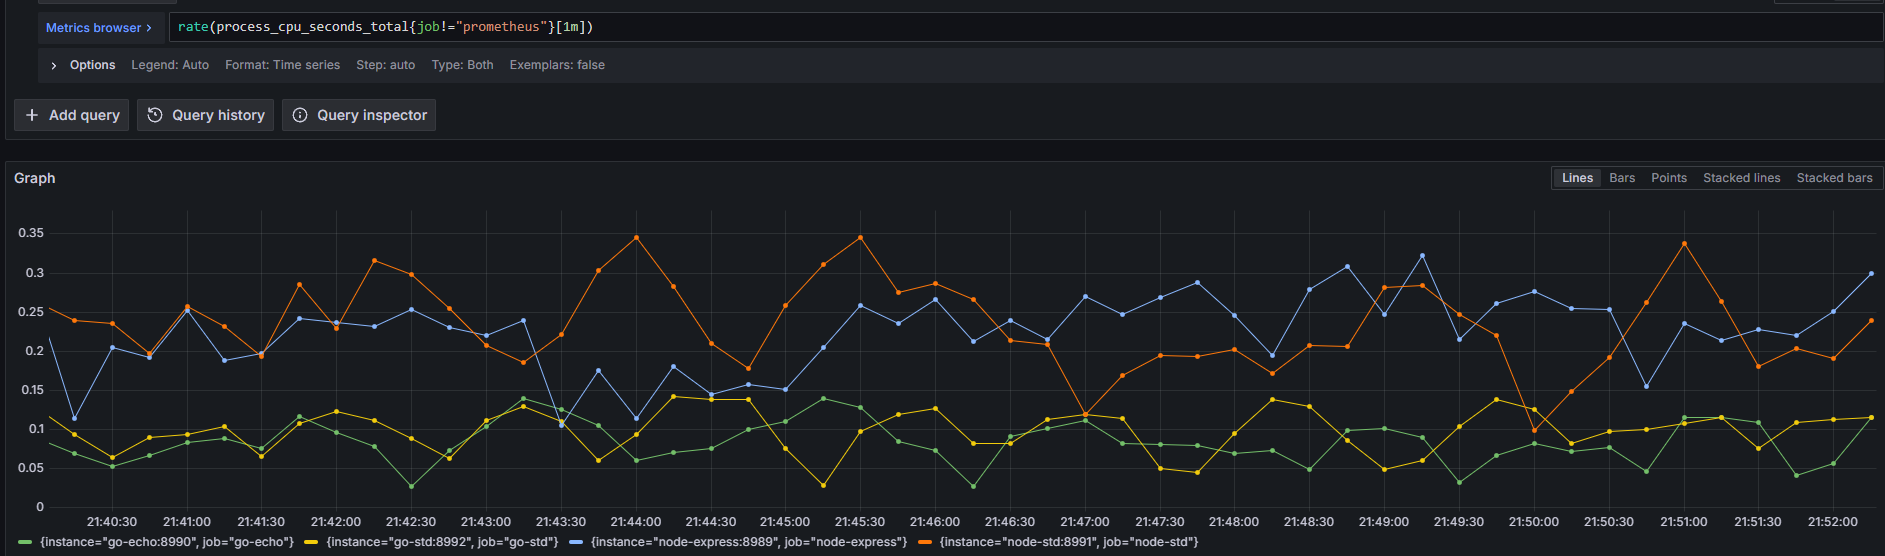 Metrics browser > rate(process_cpu_seconds_total{job!="prometheus"}[1m])
> Options Legend: Auto Format: Time series Step: auto Type: Both Exemplars: false
+ Add query Query history Query inspector
Graph Lines Bars Points Stacked lines Stacked bars
0.35
0.3
0.25
0.2
0.15
0.1
0.05
0
21:40:30 21:41:00 21:41:30 21:42:00 21:42:30 21:43:00 21:43:30 21:44:00 21:44:30 21:45:00 21:45:30 21:46:00 21:46:30 21:47:00 21:47:30 21:48:00 21:48:30 21:49:00 21:49:30 21:50:00 21:50:30 21:51:00 21:51:30 21:52:00
{instance="go-echo:8990", job="go-echo"} {instance="go-std:8992", job="go-std"} {instance="node-express:8989", job="node-express"} {instance="node-std:8991", job="node-std"}